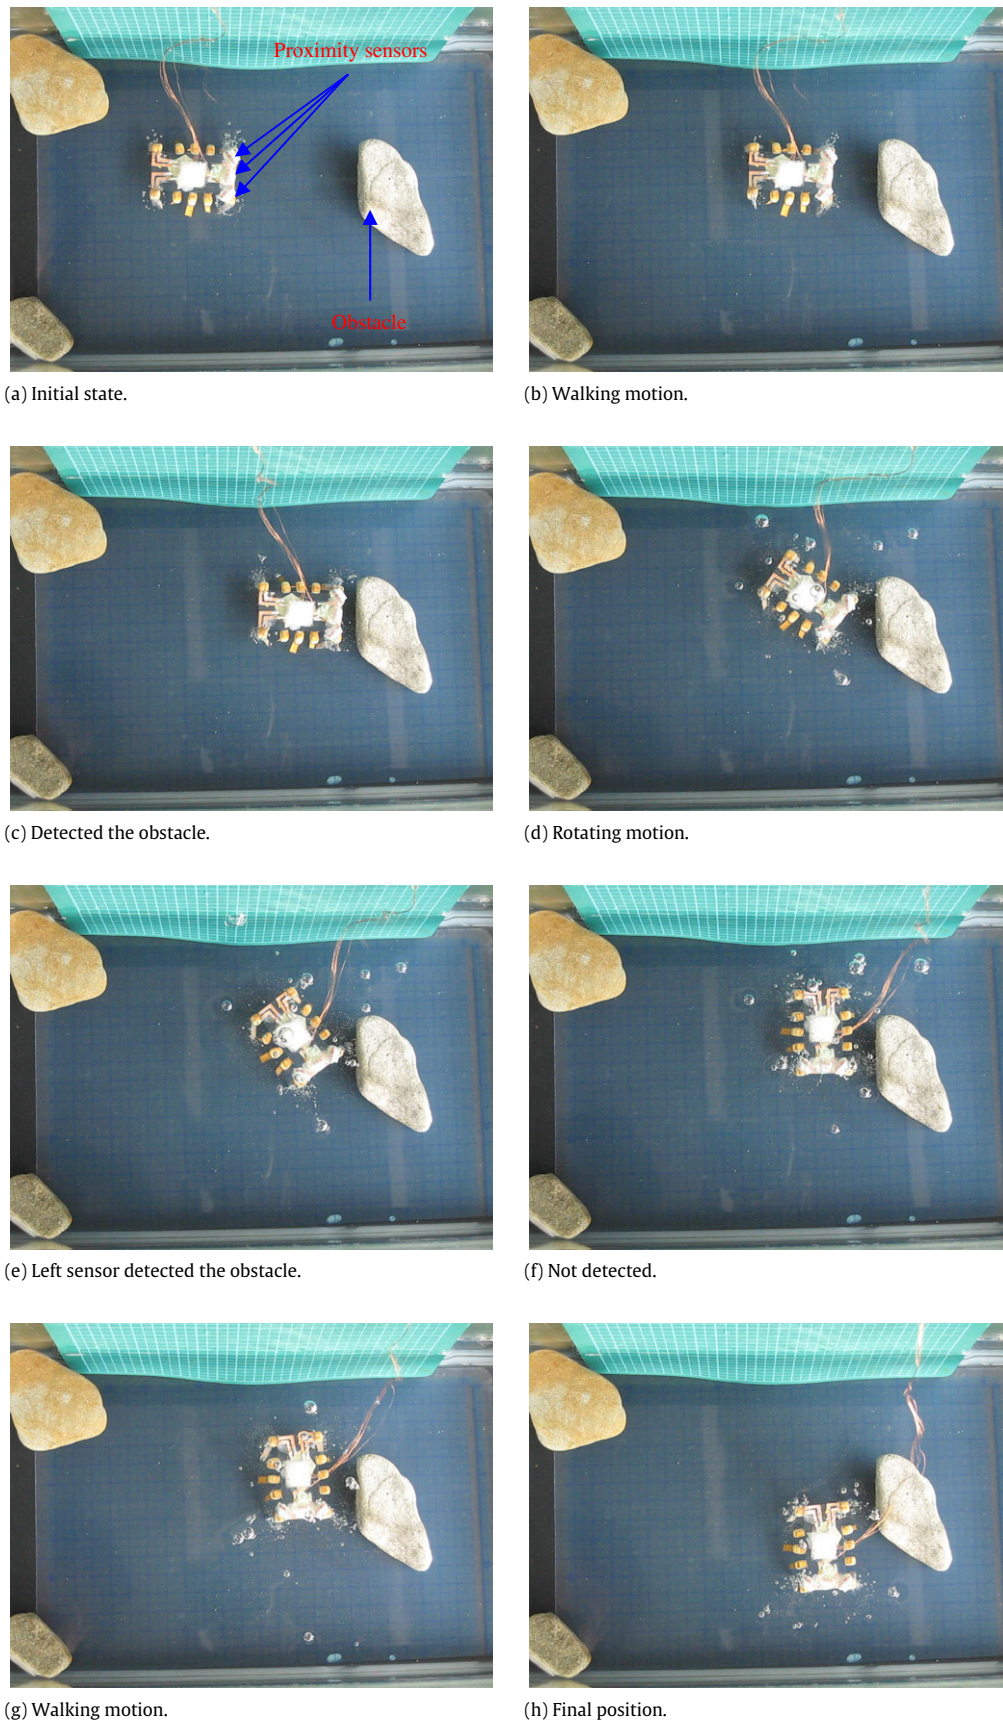 Proximity sensors
Obstacle
(a) Initial state.
(b) Walking motion.
(c) Detected the obstacle.
(d) Rotating motion.
(e) Left sensor detected the obstacle.
(f) Not detected.
(g) Walking motion.
(h) Final position.